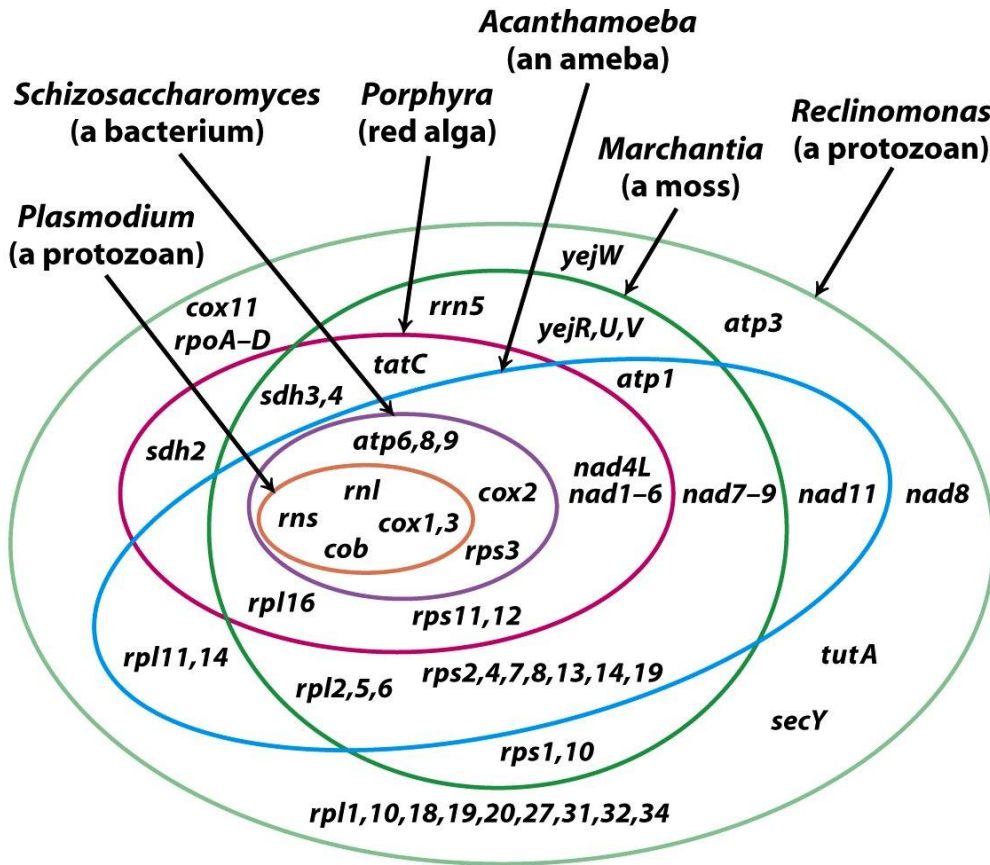 Acanthamoeba
(an ameba)
Schizosaccharomyces
(a bacterium)
Porphyra
(red alga)
Reclinomonas
(a protozoan)
Marchantia
(a moss)
Plasmodium
(a protozoan)
yejW
cox11
rpoA–D
rrn5
yejR,U,V
atp3
tatC
atp1
sdh3,4
sdh2
atp6,8,9
nad4L
nad1–6
nad7–9
nad11
nad8
cox2
rnl
rns
cox1,3
cob
rps3
rpl16
rps11,12
rpl11,14
rpl2,5,6
rps2,4,7,8,13,14,19
tutA
secY
rps1,10
rpl1,10,18,19,20,27,31,32,34